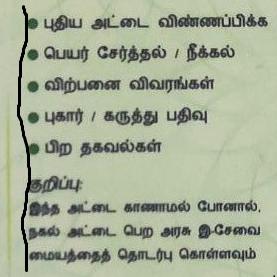 • புதிய அட்டை விண்ணப்பிக்க
• பெயர் சேர்த்தல் / நீக்கல்
• விற்பனை விவரங்கள்
• புகார் / கருத்து பதிவு
• பிற தகவல்கள்
குறிப்பு:
இந்த அட்டை காணாமல் போனால்,
நகல் அட்டை பெற அரசு இ-சேவை
மையத்தைத் தொடர்பு கொள்ளவும்